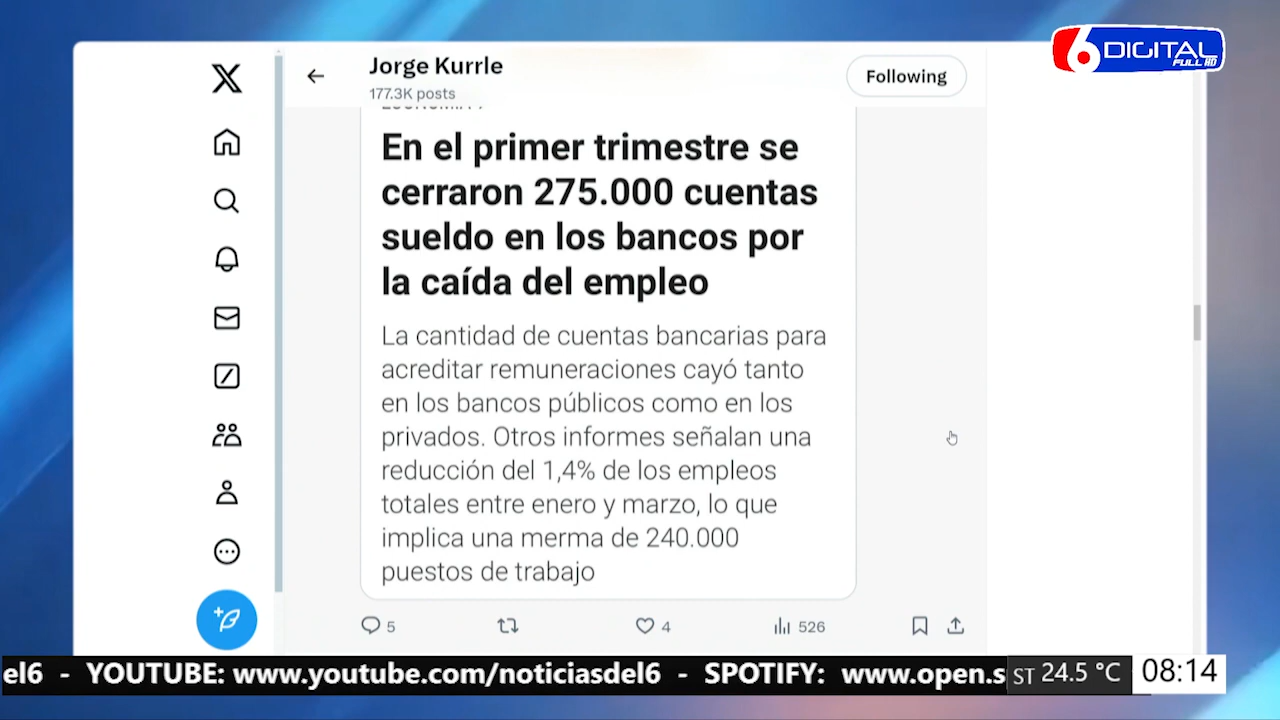 6 DIGITAL
FULL HD
Jorge Kurrle
177.3K posts
Following
En el primer trimestre se
cerraron 275.000 cuentas
sueldo en los bancos por
la caída del empleo
La cantidad de cuentas bancarias para
acreditar remuneraciones cayó tanto
en los bancos públicos como en los
privados. Otros informes señalan una
reducción del 1,4% de los empleos
totales entre enero y marzo, lo que
implica una merma de 240.000
puestos de trabajo
5
4
526
el6 - YOUTUBE: www.youtube.com/noticiasdel6 - SPOTIFY: www.open.s
ST 24.5 °C
08:14